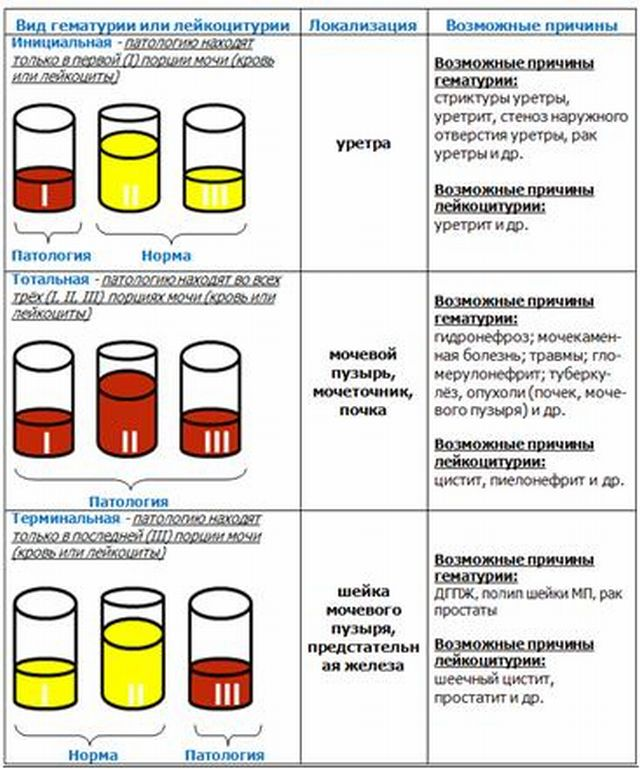 Вид гематурии или лейкоцитурии
Локализация
Возможные причины
Инициальная - патологию находят
только в первой (I) порции мочи (кровь
или лейкоциты)
I
II
III
Патология
Норма
уретра
Возможные причины
гематурии:
стриктуры уретры,
уретрит, стеноз наружного
отверстия уретры, рак
уретры и др.
Возможные причины
лейкоцитурии:
уретрит и др.
Тотальная - патологию находят во всех
трёх (I, II, III) порциях мочи (кровь или
лейкоциты)
I
II
III
Патология
мочевой
пузырь,
мочеточник,
почка
Возможные причины
гематурии:
гидронефроз; мочекамен-
ная болезнь; травмы; гло-
мерулонефрит; туберку-
лёз, опухоли (почек, моче-
вого пузыря) и др.
Возможные причины
лейкоцитурии:
цистит, пиелонефрит и др.
Терминальная - патологию находят
только в последней (III) порции мочи
(кровь или лейкоциты)
I
II
III
Норма
Патология
шейка
мочевого
пузыря,
предстательн
ая железа
Возможные причины
гематурии:
ДГПЖ, полип шейки МП, рак
простаты
Возможные причины
лейкоцитурии:
шеечный цистит,
простатит и др.